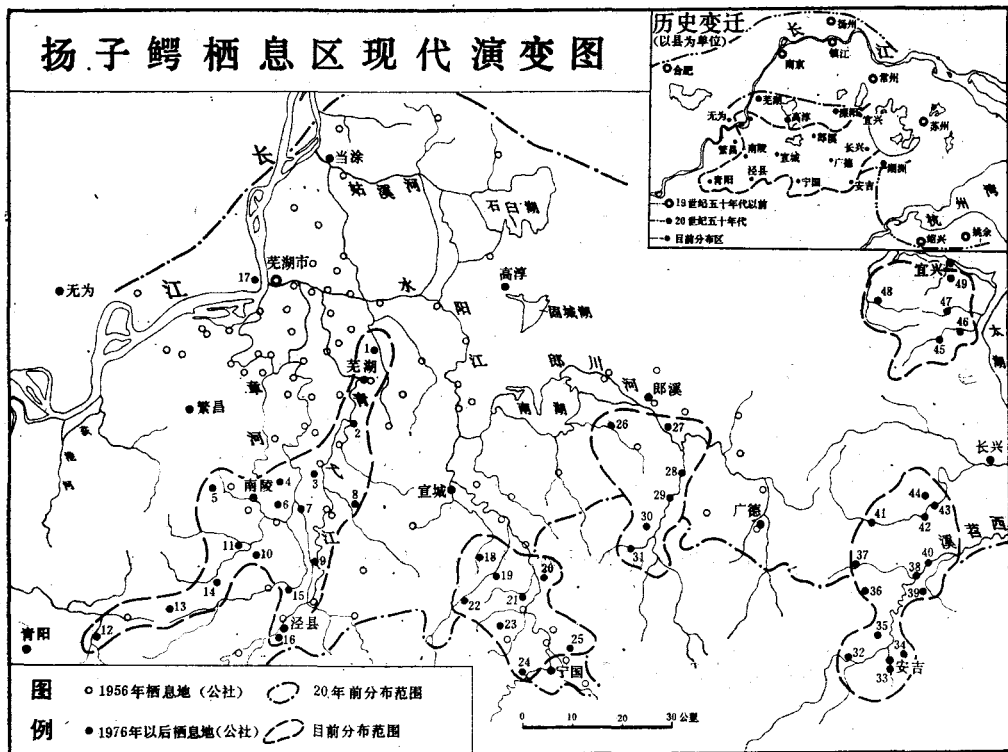 扬子鳄栖息区现代演变图
历史变迁
(以县为单位)
长
江
扬州
镇江
南京
合肥
常州
芜湖
无为
高淳
溧阳
宜兴
苏州
繁昌
南陵
宣城
郎溪
广德
长兴
湖洲
青阳
泾县
宁国
安吉
杭
州
湾
绍兴
姚余
19世纪五十年代以前
20世纪五十年代
目前分布区
长
江
当涂
姑溪河
石臼湖
芜湖市
17
无为
水
阳
江
高淳
固城湖
宜兴
48
49
47
46
45
太
湖
1
芜湖
青
弋
江
2
繁昌
漳
河
郎
川
河
郎溪
南湖
26
27
28
29
30
31
长兴
南陵
3
4
5
6
7
8
9
10
11
12
13
14
15
16
泾县
青阳
宣城
18
19
20
21
22
23
24
25
宁国
广德
41
44
43
42
西
苕
溪
37
40
38
39
36
35
32
34
33
安吉
图
例
1956年栖息地(公社)
20年前分布范围
1976年以后栖息地(公社)
目前分布范围
0 10 20 30 公里